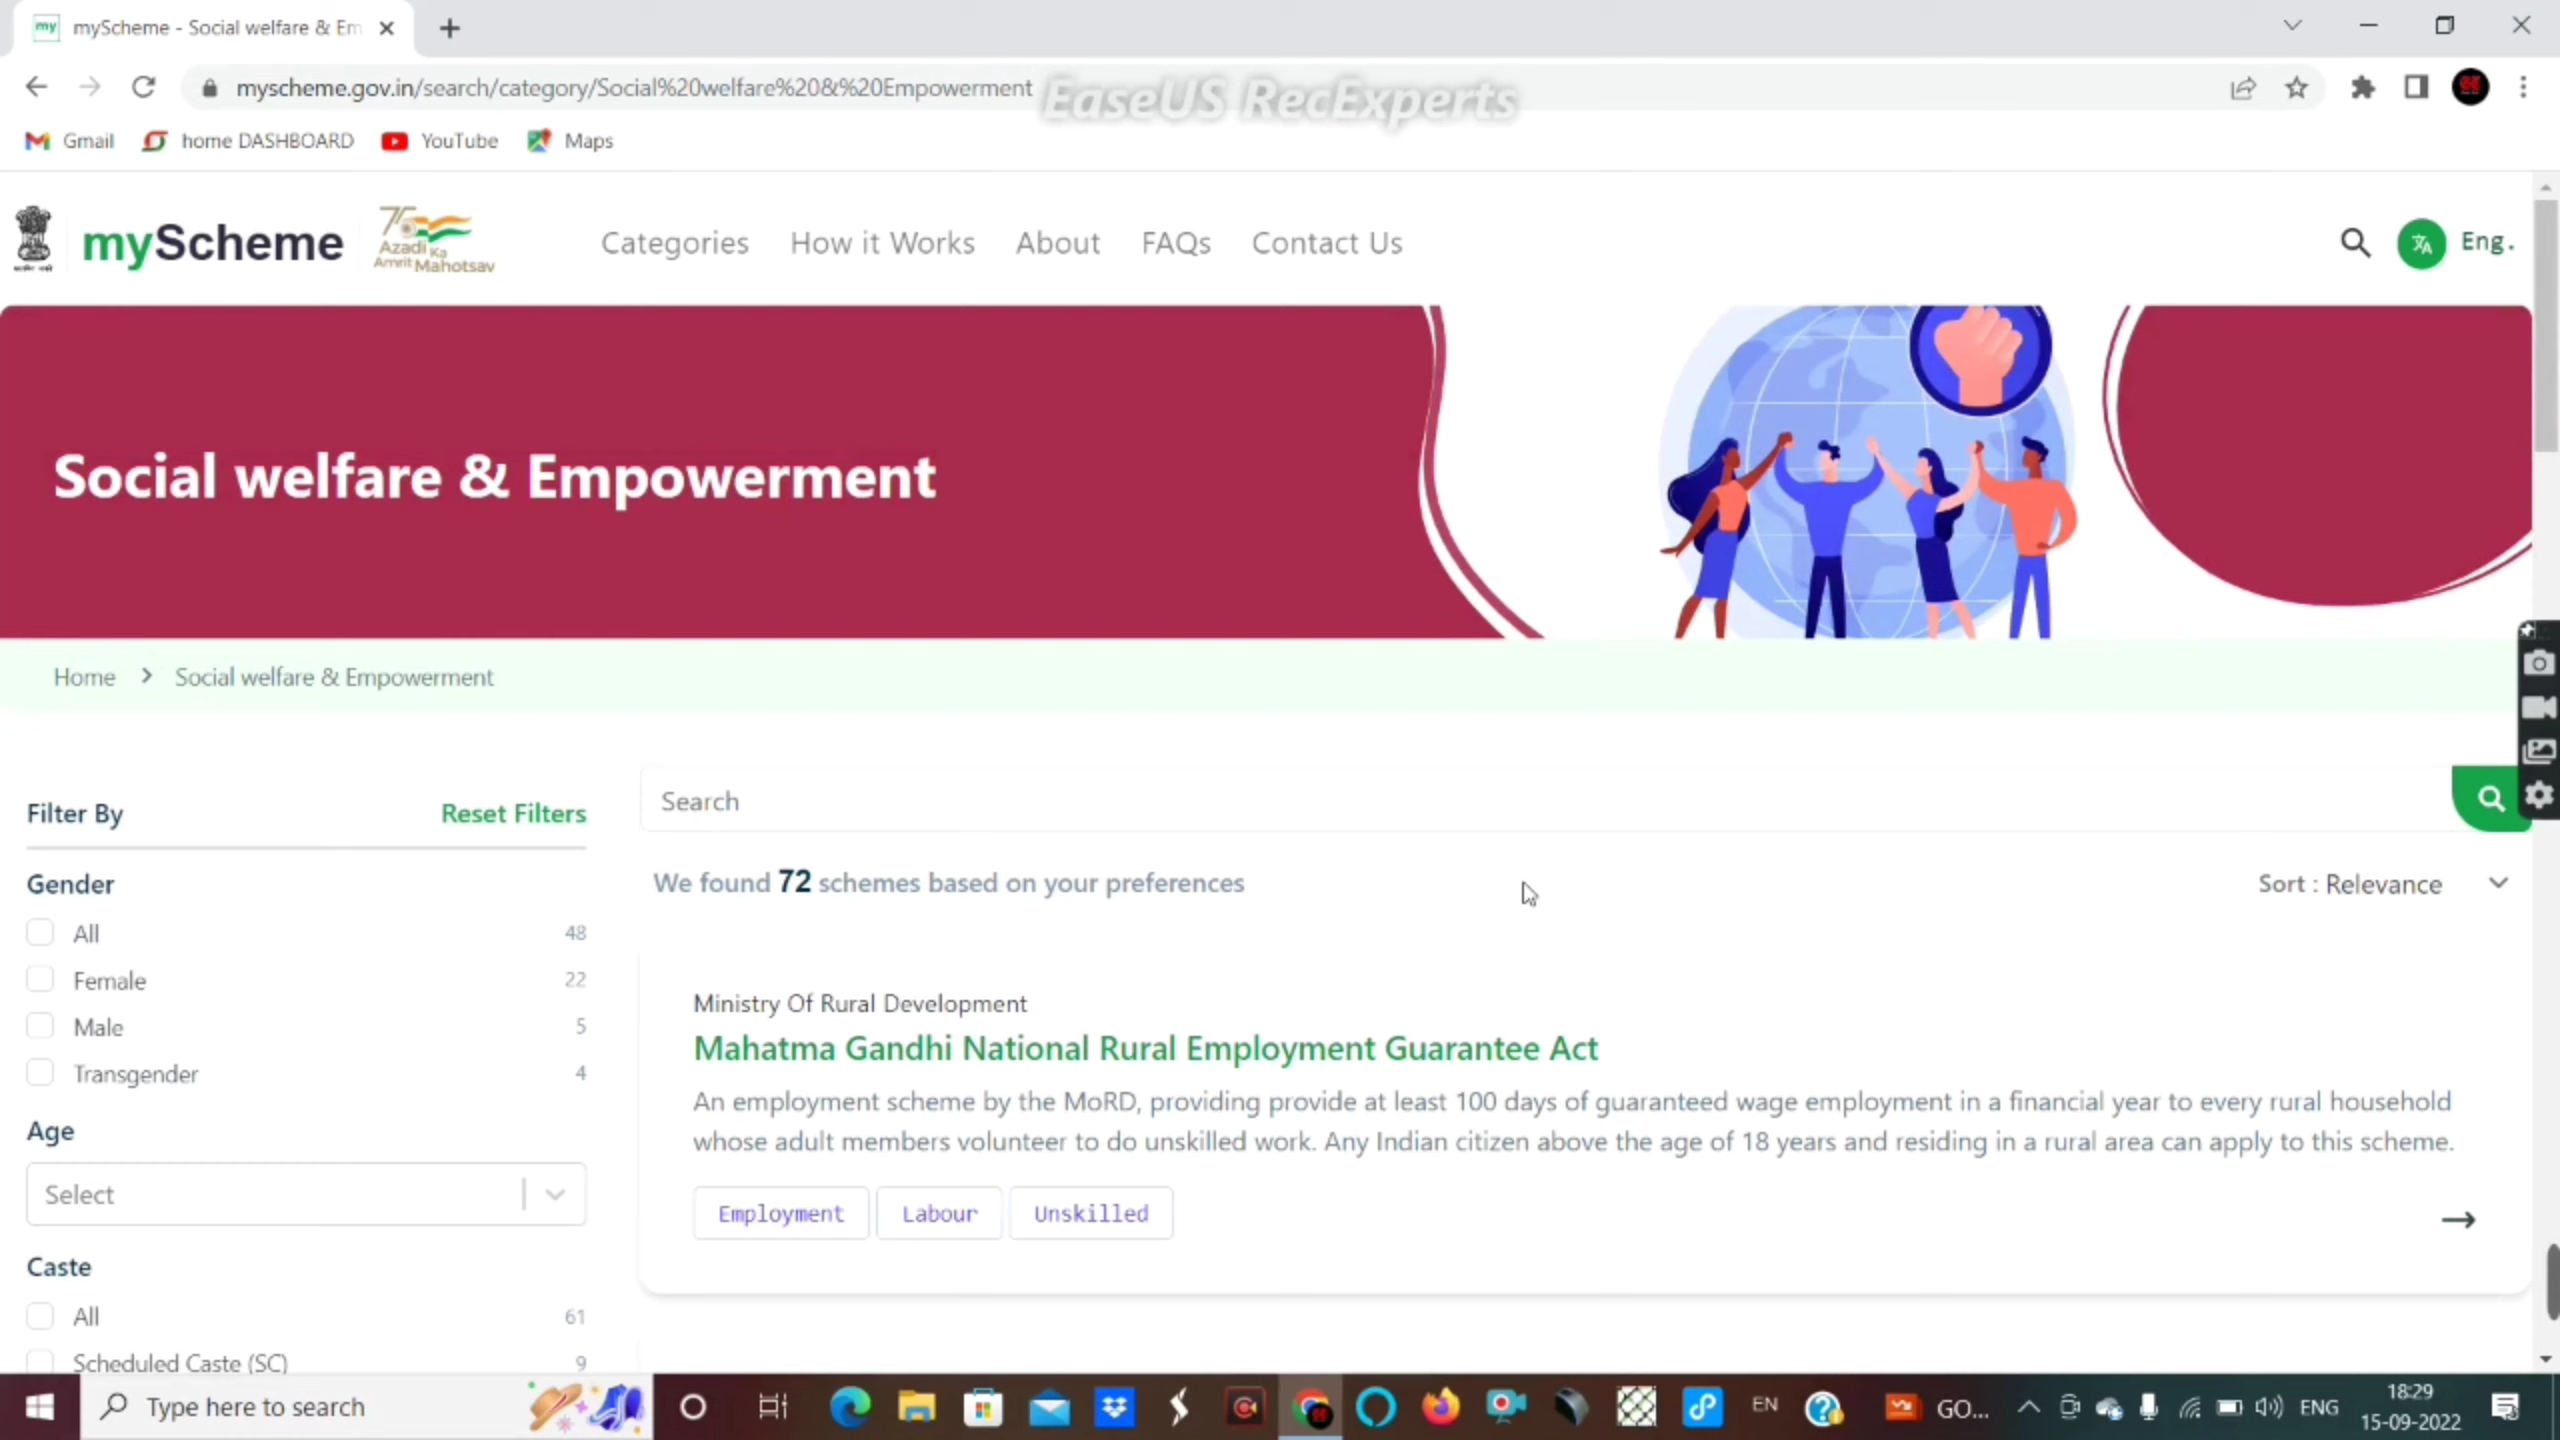 my
myScheme - Social welfare & Em
myscheme.gov.in/search/category/Social%20welfare%20&%20Empowerment
EaseUS RecExperts
Gmail
home DASHBOARD
YouTube
Maps
myScheme
75
Azadi Ka
Amrit Mahotsav
Categories
How it Works
About
FAQs
Contact Us
Eng.
Social welfare & Empowerment
Home
Social welfare & Empowerment
Filter By
Reset Filters
Search
Gender
We found 72 schemes based on your preferences
Sort : Relevance
All 48
Female 22
Male 5
Transgender 4
Age
Select
Caste
All 61
Scheduled Caste (SC) 9
Ministry Of Rural Development
Mahatma Gandhi National Rural Employment Guarantee Act
An employment scheme by the MoRD, providing provide at least 100 days of guaranteed wage employment in a financial year to every rural household
whose adult members volunteer to do unskilled work. Any Indian citizen above the age of 18 years and residing in a rural area can apply to this scheme.
Employment
Labour
Unskilled
Type here to search
EN
GO...
ENG
18:29
15-09-2022